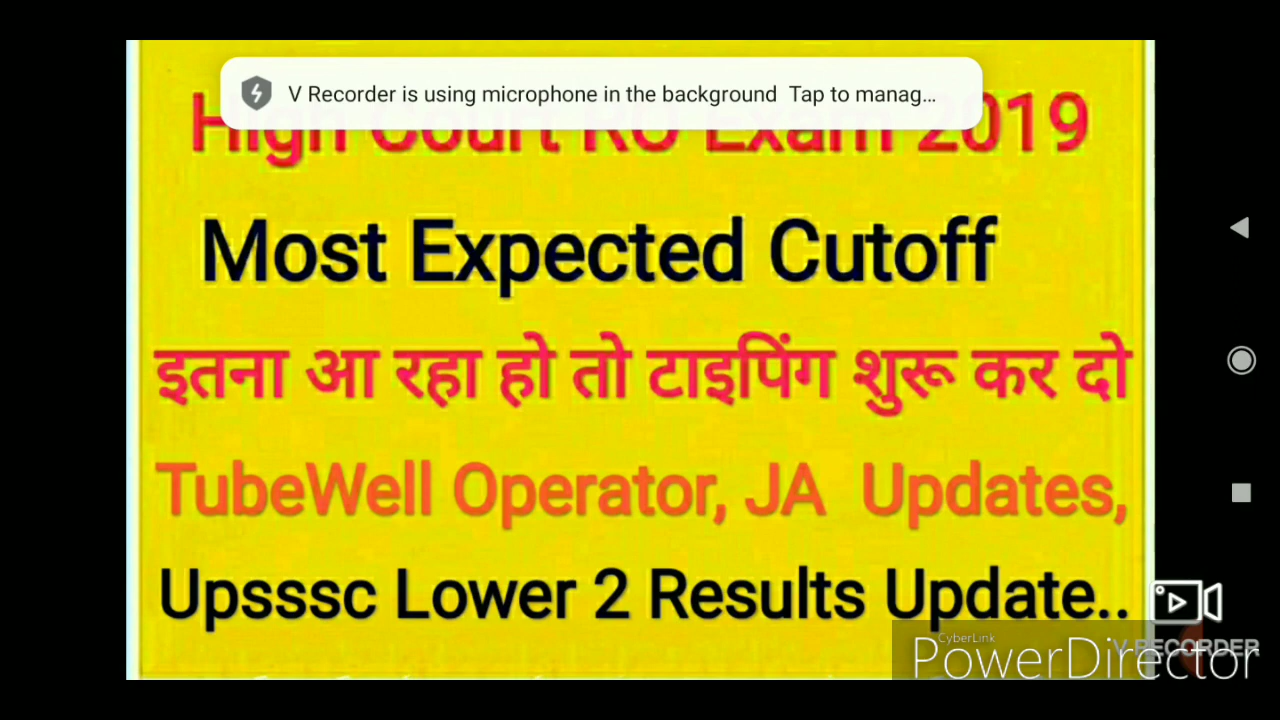 V Recorder is using microphone in the background Tap to manag...
High Court RO Exam 2019
Most Expected Cutoff
इतना आ रहा हो तो टाइपिंग शुरू कर दो
TubeWell Operator, JA Updates,
Upsssc Lower 2 Results Update..
CyberLink
PowerDirector
V RECORDER